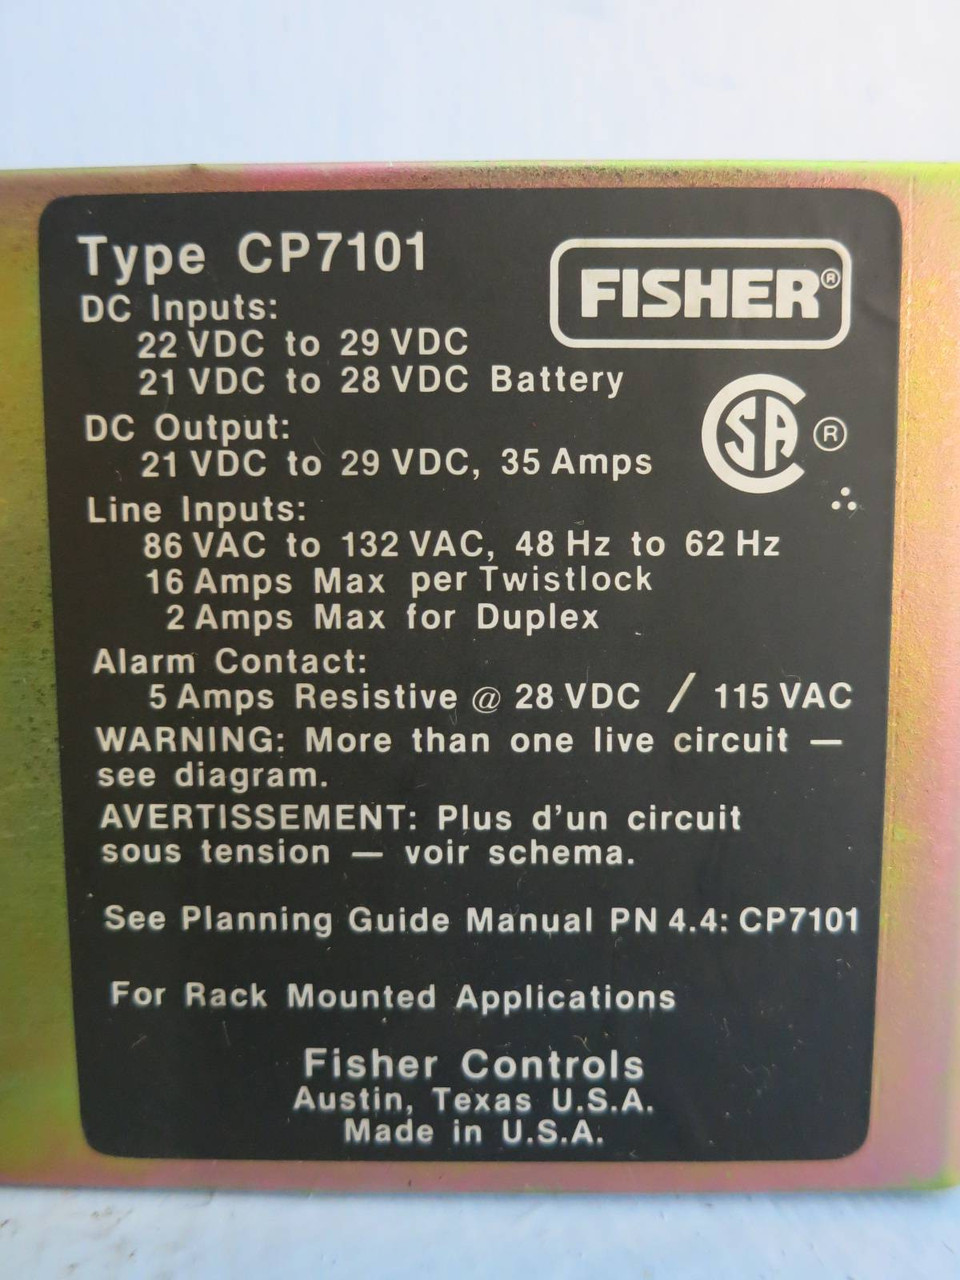 Type CP7101
FISHER®
DC Inputs:
22 VDC to 29 VDC
21 VDC to 28 VDC Battery
DC Output:
21 VDC to 29 VDC, 35 Amps
SA ®
Line Inputs:
86 VAC to 132 VAC, 48 Hz to 62 Hz
16 Amps Max per Twistlock
2 Amps Max for Duplex
Alarm Contact:
5 Amps Resistive @ 28 VDC / 115 VAC
WARNING: More than one live circuit —
see diagram.
AVERTISSEMENT: Plus d'un circuit
sous tension — voir schema.
See Planning Guide Manual PN 4.4: CP7101
For Rack Mounted Applications
Fisher Controls
Austin, Texas U.S.A.
Made in U.S.A.